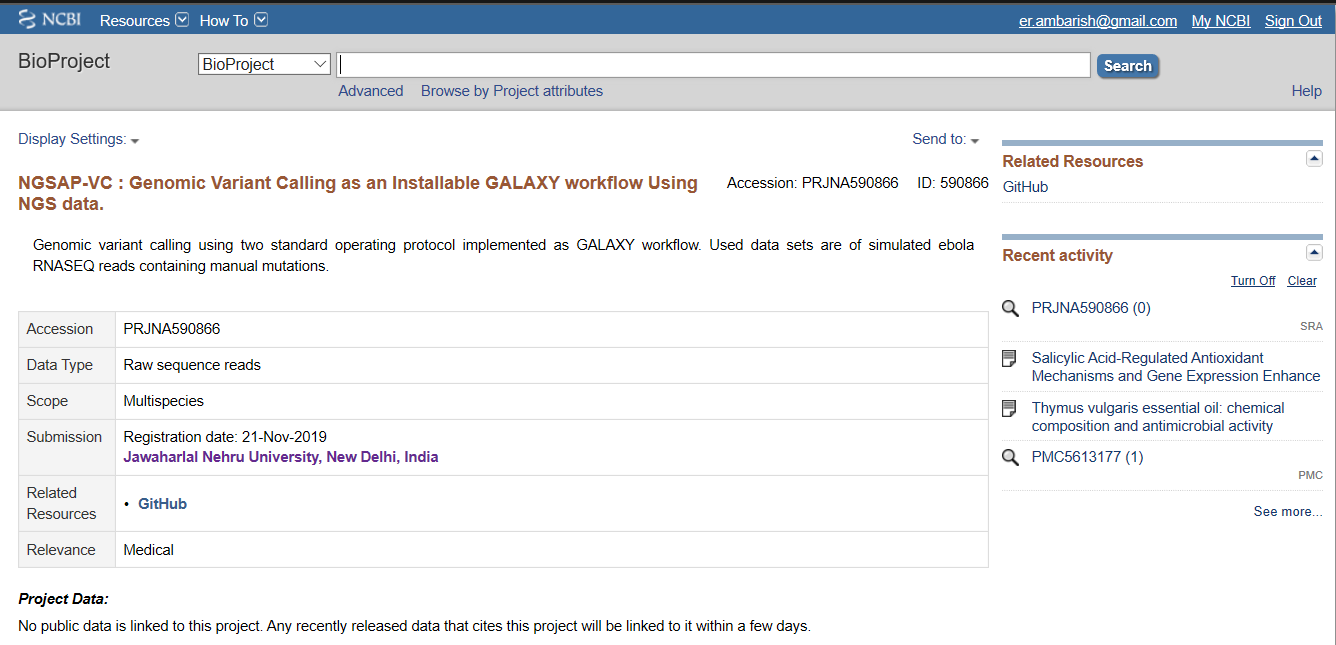 NCBI Resources How To er.ambarish@gmail.com My NCBI Sign Out
BioProject BioProject Search
Advanced Browse by Project attributes Help
Display Settings: Send to:
NGSAP-VC : Genomic Variant Calling as an Installable GALAXY workflow Using
NGS data.
Accession: PRJNA590866 ID: 590866
Genomic variant calling using two standard operating protocol implemented as GALAXY workflow. Used data sets are of simulated ebola
RNASEQ reads containing manual mutations.
Accession PRJNA590866
Data Type Raw sequence reads
Scope Multispecies
Submission Registration date: 21-Nov-2019
Jawaharlal Nehru University, New Delhi, India
Related
Resources
• GitHub
Relevance Medical
Project Data:
No public data is linked to this project. Any recently released data that cites this project will be linked to it within a few days.
Related Resources
GitHub
Recent activity
Turn Off Clear
PRJNA590866 (0)
SRA
Salicylic Acid-Regulated Antioxidant
Mechanisms and Gene Expression Enhance
Thymus vulgaris essential oil: chemical
composition and antimicrobial activity
PMC5613177 (1)
PMC
See more...